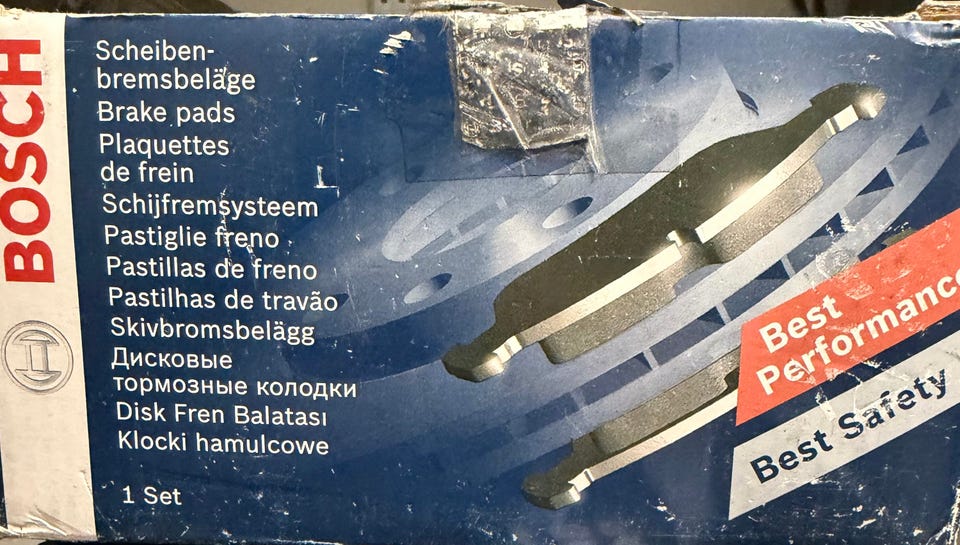 BOSCH
Scheiben-
bremsbeläge
Brake pads
Plaquettes
de frein
Schijfremsysteem
Pastiglie freno
Pastillas de freno
Pastilhas de travão
Skivbromsbelägg
Дисковые
тормозные колодки
Disk Fren Balatası
Klocki hamulcowe
1 Set
Best
Performance
Best Safety